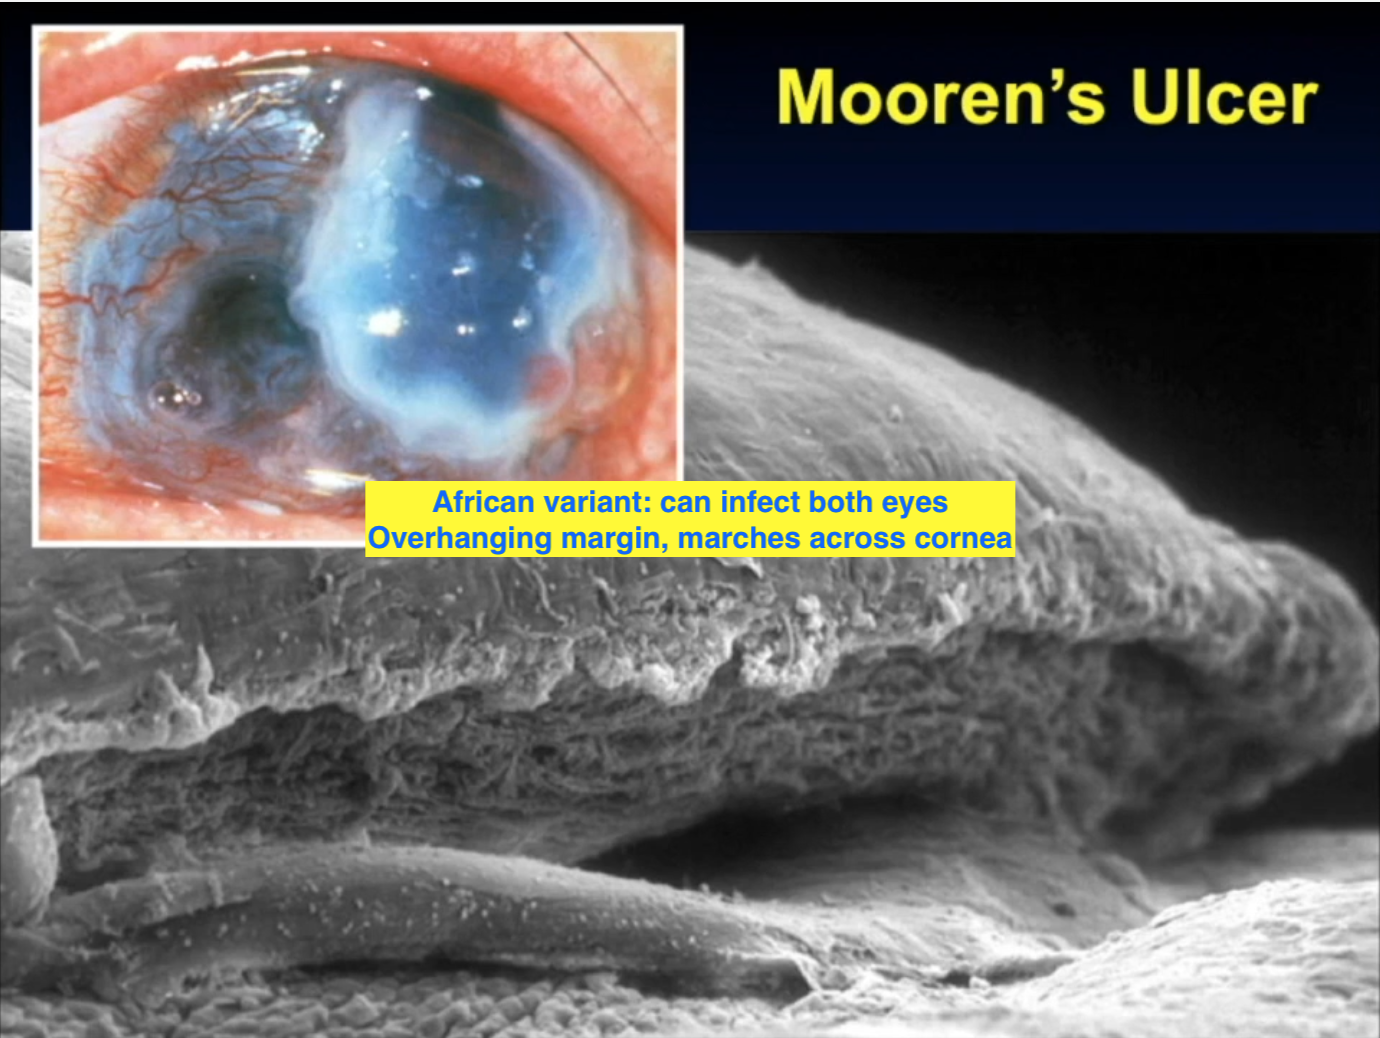 Mooren's Ulcer
African variant: can infect both eyes
Overhanging margin, marches across cornea